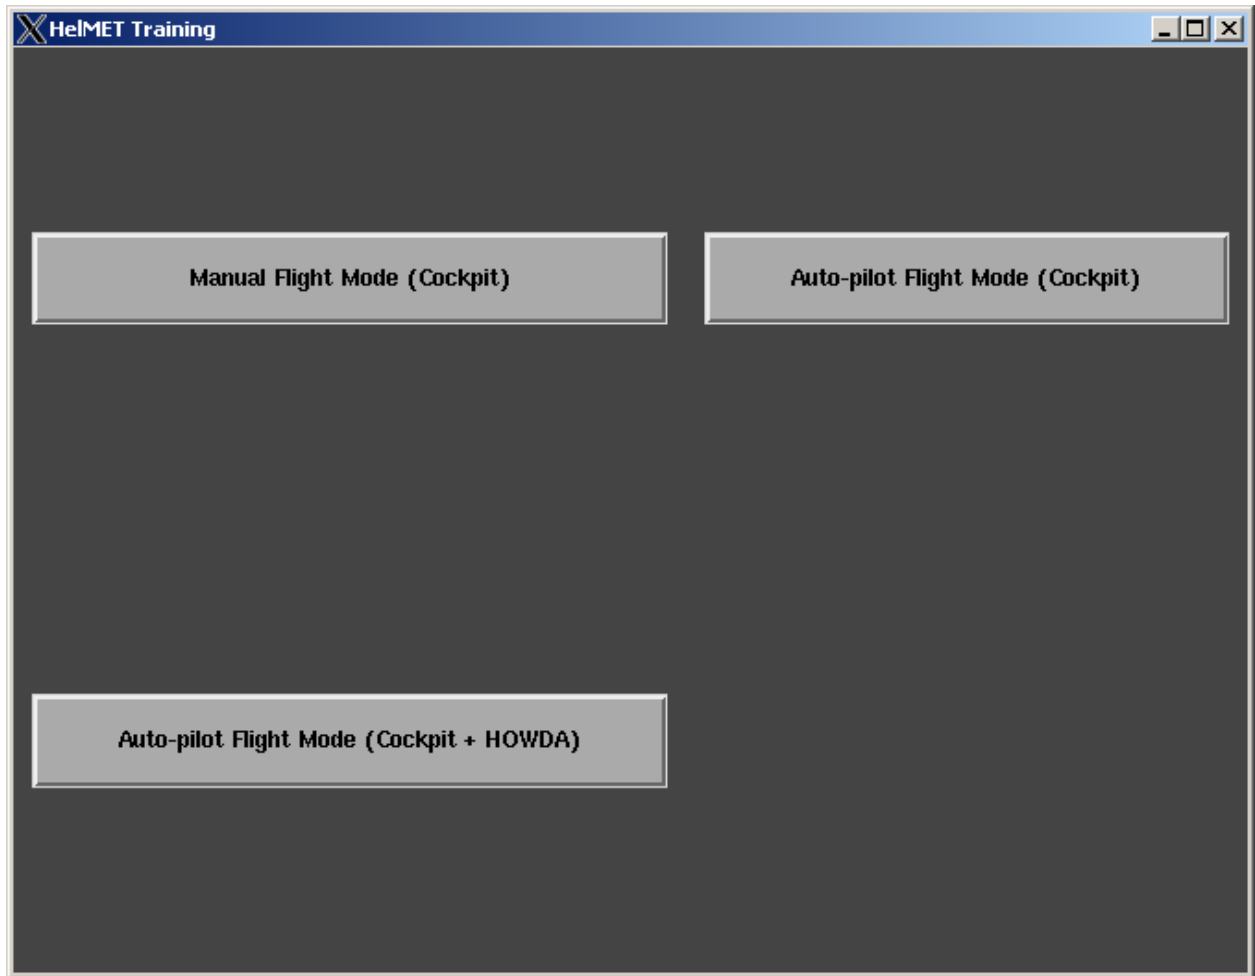 HelMET Training
Manual Flight Mode (Cockpit)
Auto-pilot Flight Mode (Cockpit)
Auto-pilot Flight Mode (Cockpit + HOWDA)